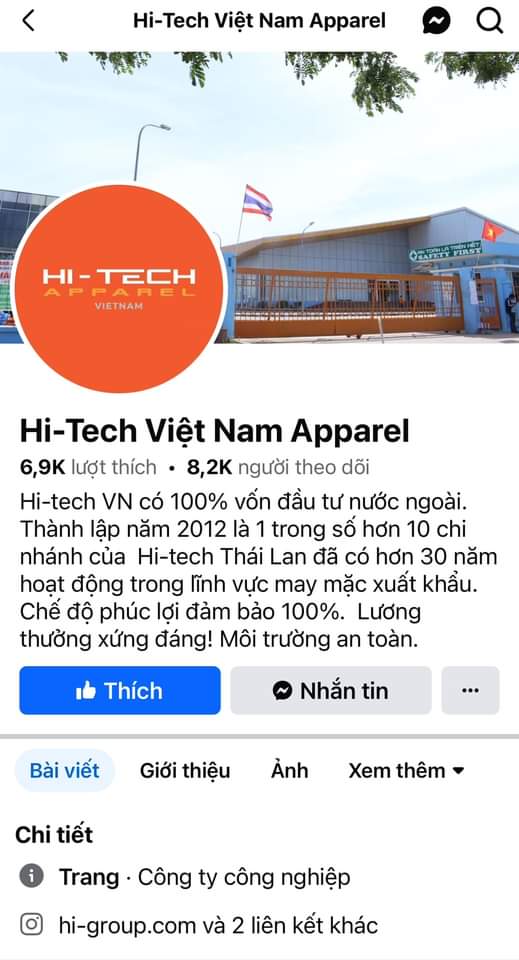 Hi-Tech Việt Nam Apparel
AN TOÀN LÀ TRÊN HẾT
SAFETY FIRST
HI-TECH
APPAREL
VIETNAM
Hi-Tech Việt Nam Apparel
6,9K lượt thích • 8,2K người theo dõi
Hi-tech VN có 100% vốn đầu tư nước ngoài.
Thành lập năm 2012 là 1 trong số hơn 10 chi
nhánh của Hi-tech Thái Lan đã có hơn 30 năm
hoạt động trong lĩnh vực may mặc xuất khẩu.
Chế độ phúc lợi đảm bảo 100%. Lương
thưởng xứng đáng! Môi trường an toàn.
Thích
Nhắn tin
Bài viết Giới thiệu Ảnh Xem thêm
Chi tiết
Trang · Công ty công nghiệp
hi-group.com và 2 liên kết khác